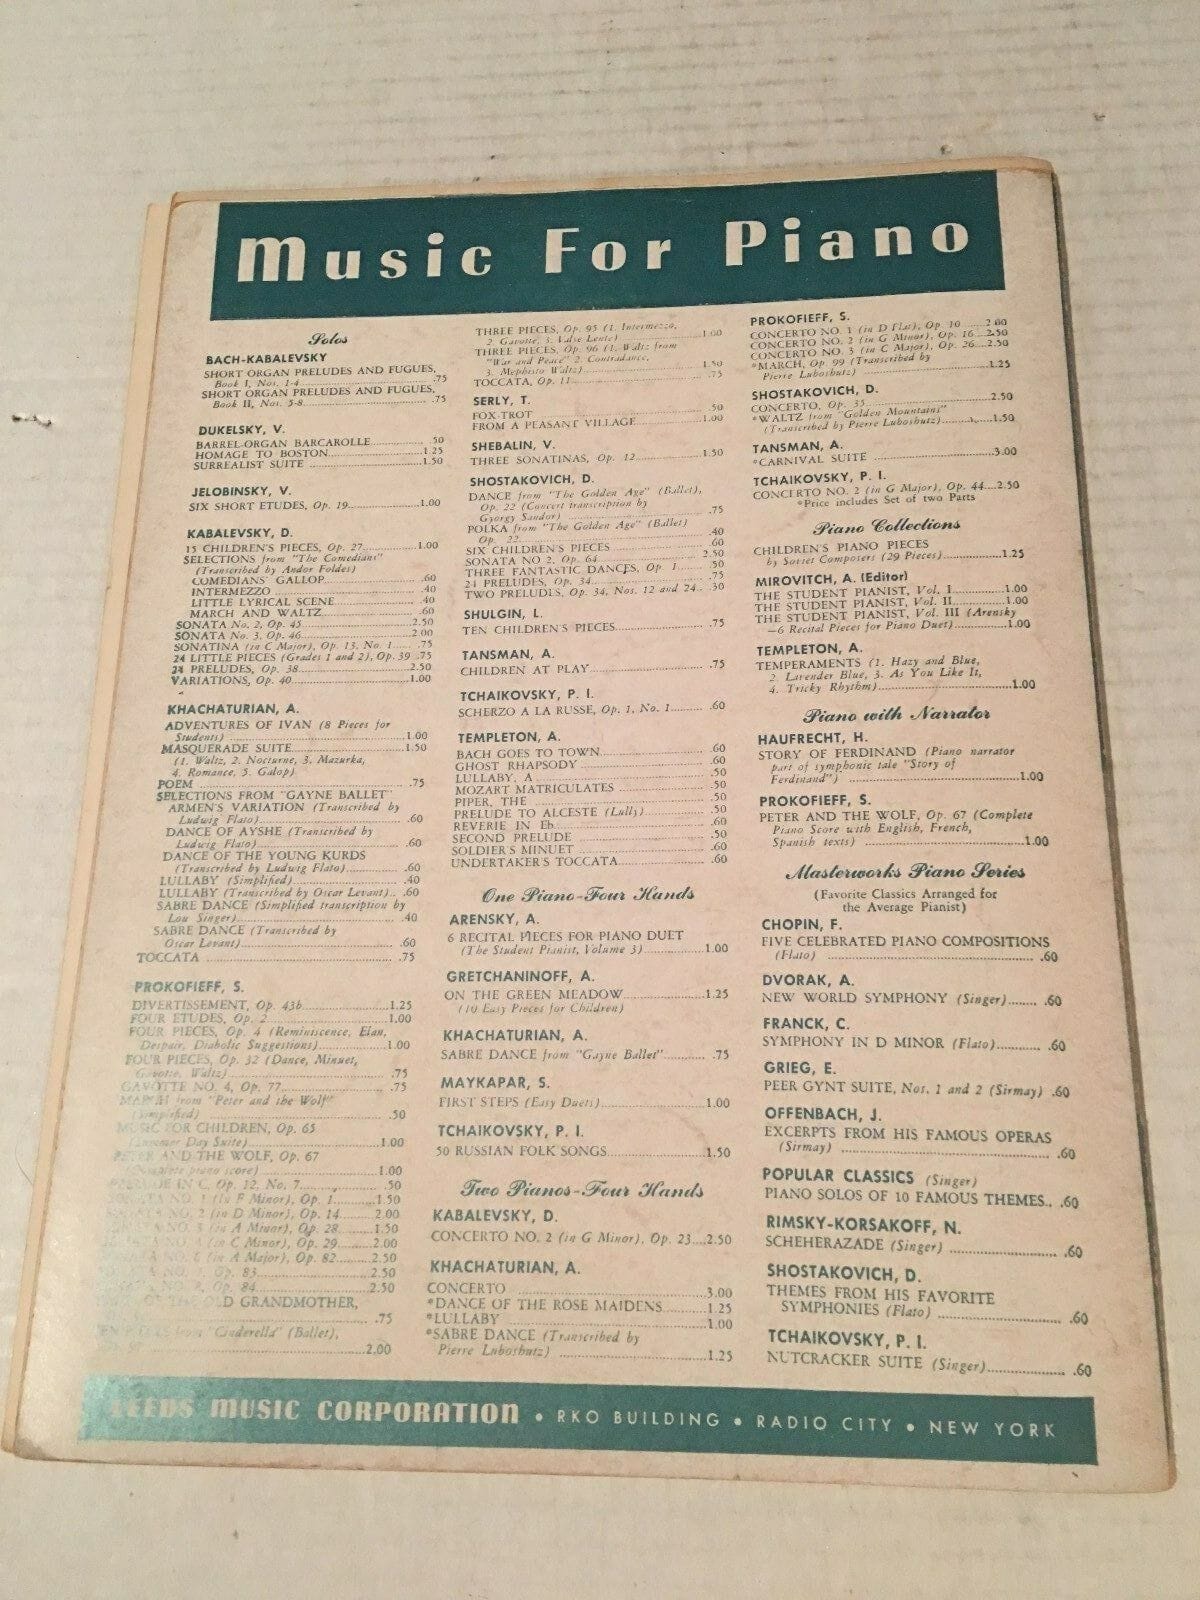 Music For Piano
Solos
BACH-KABALEVSKY
SHORT ORGAN PRELUDES AND FUGUES,
Book I, Nos. 1-4 .75
SHORT ORGAN PRELUDES AND FUGUES,
Book II, Nos. 5-8 .75
DUKELSKY, V.
BARREL-ORGAN BARCAROLLE .50
HOMAGE TO BOSTON 1.25
SURREALIST SUITE 1.50
JELOBINSKY, V.
SIX SHORT ETUDES, Op. 19 1.00
KABALEVSKY, D.
15 CHILDREN'S PIECES, Op. 27 1.00
SELECTIONS from "The Comedians"
(Transcribed by Andor Foldes)
COMEDIANS' GALLOP .60
INTERMEZZO .40
LITTLE LYRICAL SCENE .40
MARCH AND WALTZ .60
SONATA No. 2, Op. 45 2.50
SONATA No. 3, Op. 46 2.00
SONATINA (in C Major), Op. 13, No. 1 .75
24 LITTLE PIECES (Grades 1 and 2), Op. 39 .75
24 PRELUDES, Op. 38 2.50
VARIATIONS, Op. 40 1.00
KHACHATURIAN, A.
ADVENTURES OF IVAN (8 Pieces for
Students) 1.00
MASQUERADE SUITE 1.50
(1. Waltz, 2. Nocturne, 3. Mazurka,
4. Romance, 5. Galop)
POEM .75
SELECTIONS FROM "GAYNE BALLET"
ARMEN'S VARIATION (Transcribed by
Ludwig Flato) .60
DANCE OF AYSHE (Transcribed by
Ludwig Flato) .60
DANCE OF THE YOUNG KURDS
(Transcribed by Ludwig Flato) .60
LULLABY (Simplified) .40
LULLABY (Transcribed by Oscar Levant) .60
SABRE DANCE (Simplified transcription by
Lou Singer) .40
SABRE DANCE (Transcribed by
Oscar Levant) .60
TOCCATA .75
PROKOFIEFF, S.
DIVERTISSEMENT, Op. 43b 1.25
FOUR ETUDES, Op. 2 1.00
FOUR PIECES, Op. 4 (Reminiscence, Elan,
Despair, Diabolic Suggestions) 1.00
FOUR PIECES, Op. 32 (Dance, Minuet,
Gavotte, Waltz) .75
GAVOTTE NO. 4, Op. 77 .75
MARCH from "Peter and the Wolf"
(Simplified) .50
MUSIC FOR CHILDREN, Op. 65
(Summer Day Suite) 1.00
PETER AND THE WOLF, Op. 67
(Complete piano score) 1.00
PRELUDE IN C, Op. 12, No. 7 .50
SONATA NO. 1 (in F Minor), Op. 1 1.50
SONATA NO. 2 (in D Minor), Op. 14 2.00
SONATA NO. 3 (in A Minor), Op. 28 1.50
(in C Minor), Op. 29 2.00
NO. 6 (in A Major), Op. 82 2.50
Op. 83 2.50
Op. 84 2.50
OLD GRANDMOTHER,
.75
from "Cinderella" (Ballet),
2.00
THREE PIECES, Op. 95 (1. Intermezzo,
2. Gavotte, 3. Valse Lente) 1.00
THREE PIECES, Op. 96 (1. Waltz from
"War and Peace" 2. Contradance,
3. Mephisto Waltz) 1.50
TOCCATA, Op. 11 .75
SERLY, T.
FOX-TROT .50
FROM A PEASANT VILLAGE 1.00
SHEBALIN, V.
THREE SONATINAS, Op. 12 1.50
SHOSTAKOVICH, D.
DANCE from "The Golden Age" (Ballet),
Op. 22 (Concert transcription by
Gyorgy Sandor) .75
POLKA from "The Golden Age" (Ballet)
Op. 22 .40
SIX CHILDREN'S PIECES .60
SONATA NO 2, Op. 64 2.50
THREE FANTASTIC DANCES, Op. 1 .50
24 PRELUDES, Op. 34 .75
TWO PRELUDES, Op. 34, Nos. 12 and 24 .30
SHULGIN, L.
TEN CHILDREN'S PIECES .75
TANSMAN, A.
CHILDREN AT PLAY .75
TCHAIKOVSKY, P. I.
SCHERZO A LA RUSSE, Op. 1, No. 1 .60
TEMPLETON, A.
BACH GOES TO TOWN .60
GHOST RHAPSODY .60
LULLABY, A .50
MOZART MATRICULATES .50
PIPER, THE .50
PRELUDE TO ALCESTE (Lully) .50
REVERIE IN Eb .60
SECOND PRELUDE .50
SOLDIER'S MINUET .60
UNDERTAKER'S TOCCATA .60
One Piano-Four Hands
ARENSKY, A.
6 RECITAL PIECES FOR PIANO DUET
(The Student Pianist, Volume 3) 1.00
GRETCHANINOFF, A.
ON THE GREEN MEADOW 1.25
(10 Easy Pieces for Children)
KHACHATURIAN, A.
SABRE DANCE from "Gayne Ballet" .75
MAYKAPAR, S.
FIRST STEPS (Easy Duets) 1.00
TCHAIKOVSKY, P. I.
50 RUSSIAN FOLK SONGS 1.50
Two Pianos-Four Hands
KABALEVSKY, D.
CONCERTO NO. 2 (in G Minor), Op. 23 2.50
KHACHATURIAN, A.
CONCERTO 3.00
*DANCE OF THE ROSE MAIDENS 1.25
*LULLABY 1.00
*SABRE DANCE (Transcribed by
Pierre Luboshutz) 1.25
PROKOFIEFF, S.
CONCERTO NO. 1 (in D Flat), Op. 10 2.00
CONCERTO NO. 2 (in G Minor), Op. 16 2.50
CONCERTO NO. 3 (in C Major), Op. 26 2.50
*MARCH, Op. 99 (Transcribed by
Pierre Luboshutz) 1.25
SHOSTAKOVICH, D.
CONCERTO, Op. 35 2.50
*WALTZ from "Golden Mountains"
(Transcribed by Pierre Luboshutz) 1.50
TANSMAN, A.
*CARNIVAL SUITE 3.00
TCHAIKOVSKY, P. I.
CONCERTO NO. 2 (in G Major), Op. 44 2.50
*Price includes Set of two Parts
Piano Collections
CHILDREN'S PIANO PIECES
by Soviet Composers (29 Pieces) 1.25
MIROVITCH, A. (Editor)
THE STUDENT PIANIST, Vol. I 1.00
THE STUDENT PIANIST, Vol. II 1.00
THE STUDENT PIANIST, Vol. III (Arensky
—6 Recital Pieces for Piano Duet) 1.00
TEMPLETON, A.
TEMPERAMENTS (1. Hazy and Blue,
2. Lavender Blue, 3. As You Like It,
4. Tricky Rhythm) 1.00
Piano with Narrator
HAUFRECHT, H.
STORY OF FERDINAND (Piano narrator
part of symphonic tale "Story of
Ferdinand") 1.00
PROKOFIEFF, S.
PETER AND THE WOLF, Op. 67 (Complete
Piano Score with English, French,
Spanish texts) 1.00
Masterworks Piano Series
(Favorite Classics Arranged for
the Average Pianist)
CHOPIN, F.
FIVE CELEBRATED PIANO COMPOSITIONS
(Flato) .60
DVORAK, A.
NEW WORLD SYMPHONY (Singer) .60
FRANCK, C.
SYMPHONY IN D MINOR (Flato) .60
GRIEG, E.
PEER GYNT SUITE, Nos. 1 and 2 (Sirmay) .60
OFFENBACH, J.
EXCERPTS FROM HIS FAMOUS OPERAS
(Sirmay) .60
POPULAR CLASSICS (Singer)
PIANO SOLOS OF 10 FAMOUS THEMES .60
RIMSKY-KORSAKOFF, N.
SCHEHERAZADE (Singer) .60
SHOSTAKOVICH, D.
THEMES FROM HIS FAVORITE
SYMPHONIES (Flato) .60
TCHAIKOVSKY, P. I.
NUTCRACKER SUITE (Singer) .60
LEEDS MUSIC CORPORATION • RKO BUILDING • RADIO CITY • NEW YORK